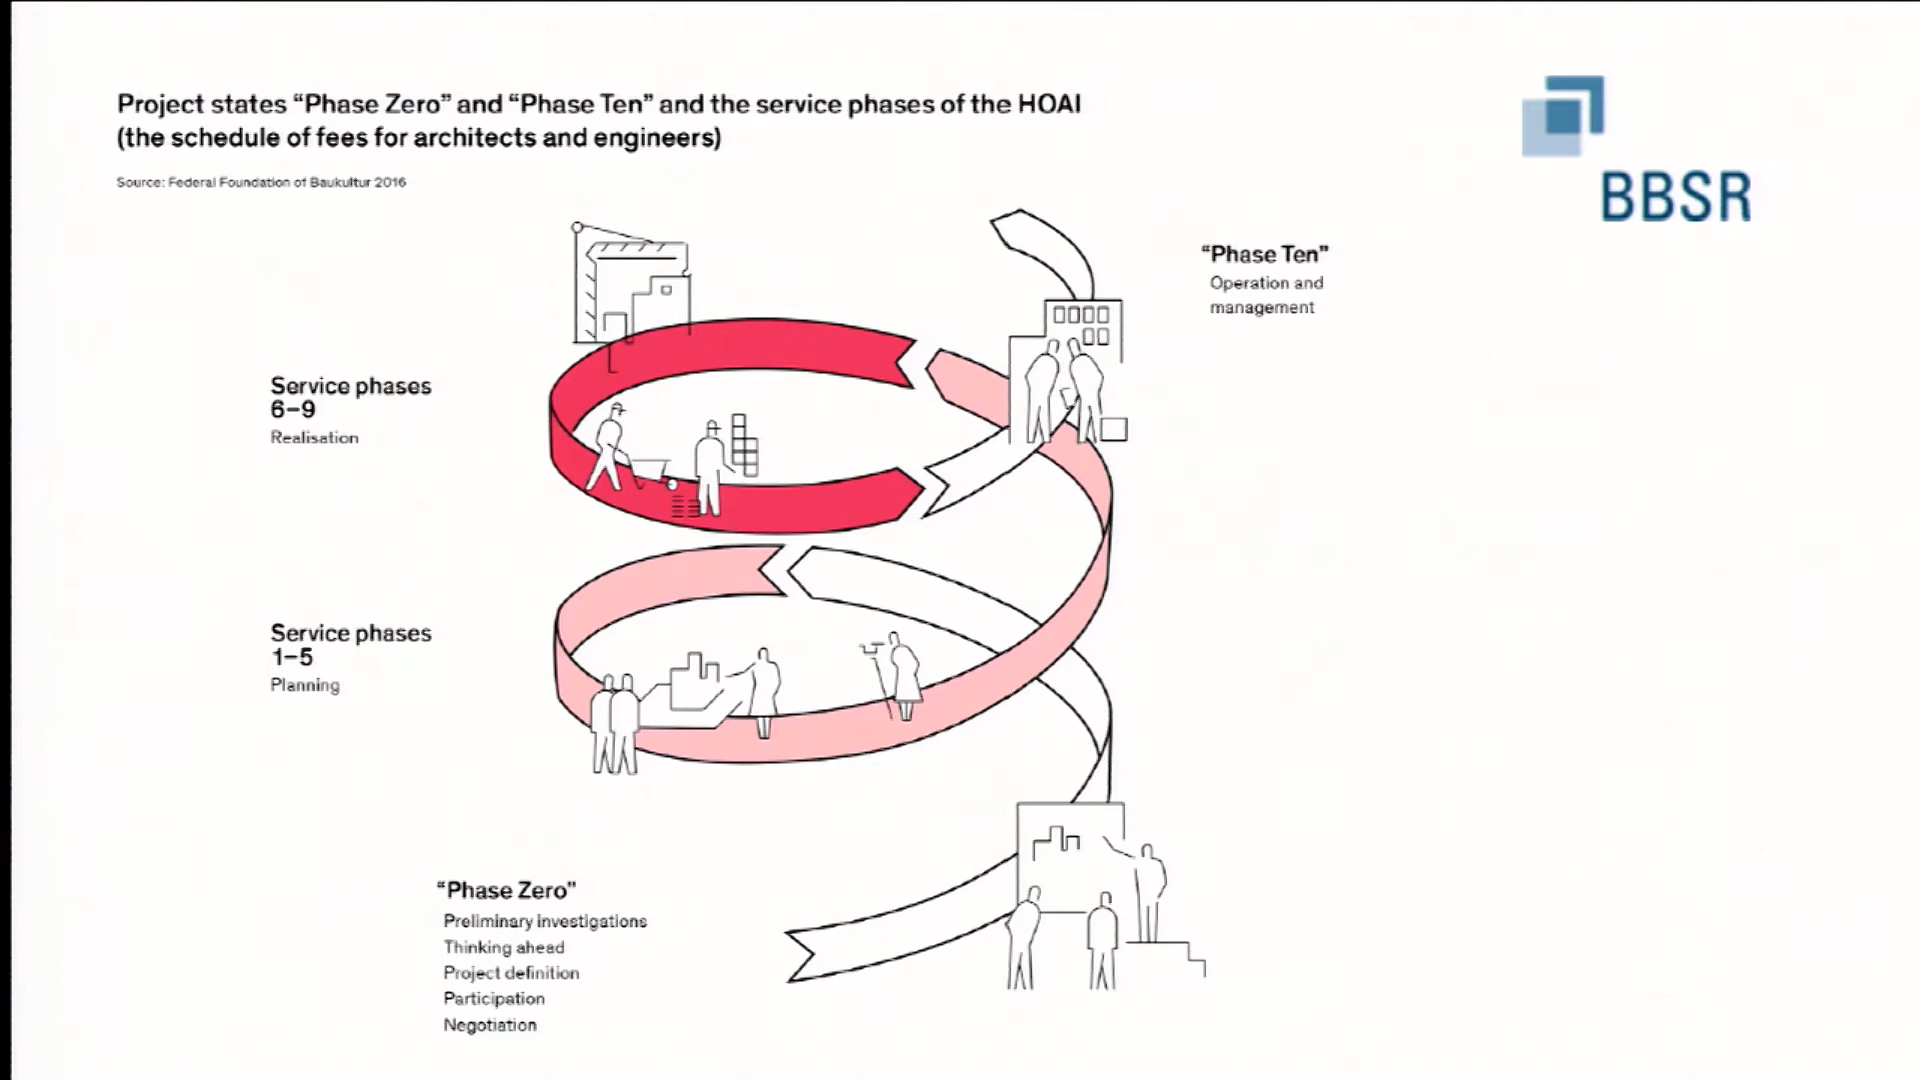 Project states “Phase Zero” and “Phase Ten” and the service phases of the HOAI
(the schedule of fees for architects and engineers)
Source: Federal Foundation of Baukultur 2016
BBSR
“Phase Ten”
Operation and
management
Service phases
6–9
Realisation
Service phases
1–5
Planning
“Phase Zero”
Preliminary investigations
Thinking ahead
Project definition
Participation
Negotiation